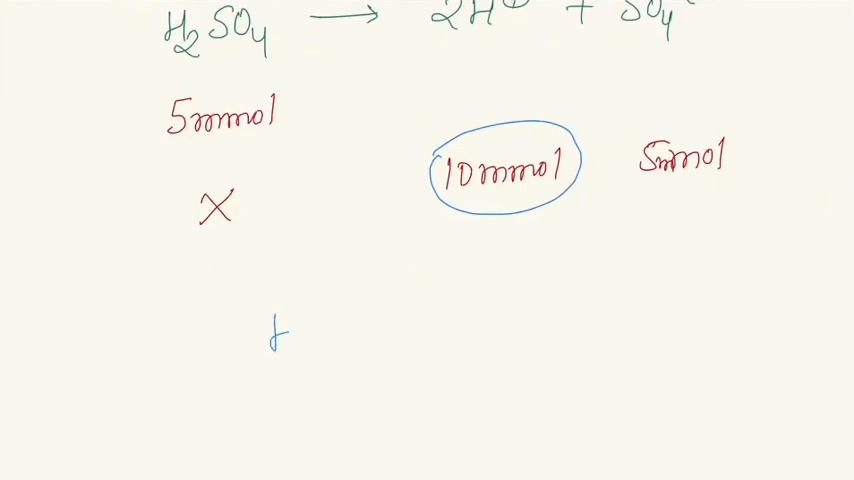 H₂SO₄ → 2H⊕ + SO₄
5mmol
10mmol 5mmol
X